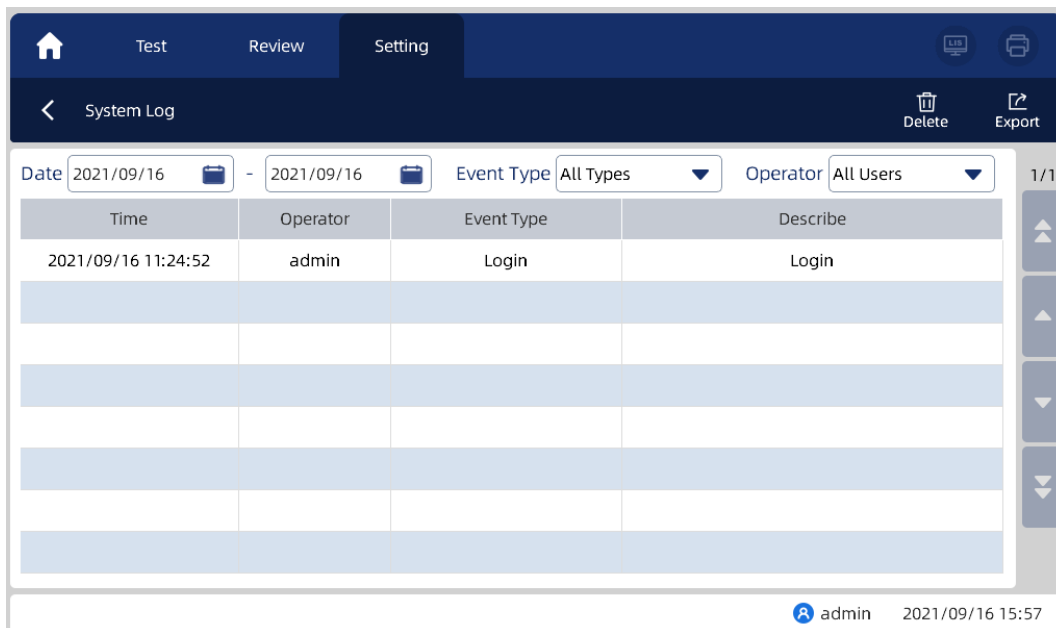 Test Review Setting LIS
System Log Delete Export
Date 2021/09/16 - 2021/09/16 Event Type All Types Operator All Users 1/1
Time Operator Event Type Describe
2021/09/16 11:24:52 admin Login Login
admin 2021/09/16 15:57